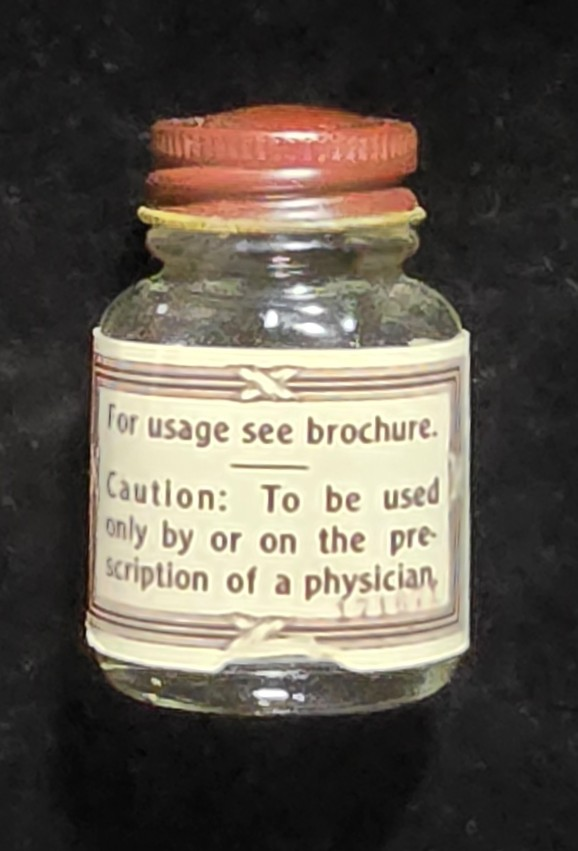 For usage see brochure.
Caution: To be used
only by or on the pre-
scription of a physician.